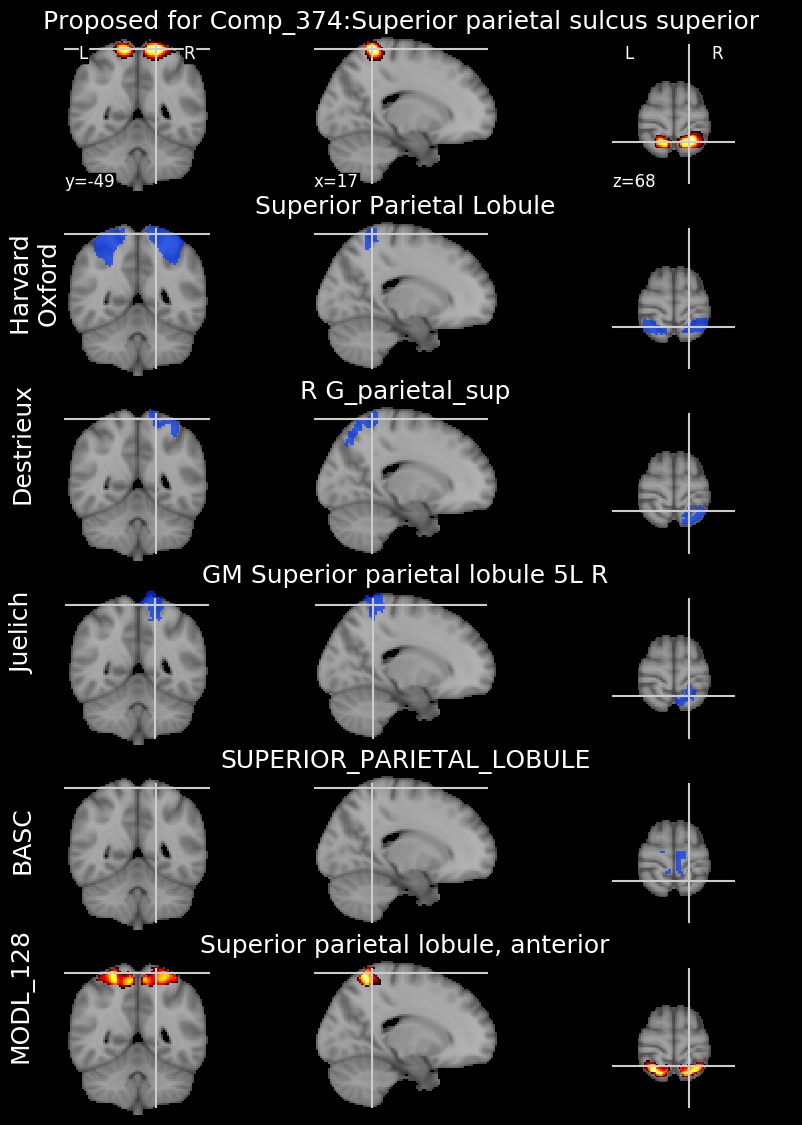 Proposed for Comp_374:Superior parietal sulcus superior
L R
L R
y=-49
x=17
z=68
Superior Parietal Lobule
Harvard
Oxford
R G_parietal_sup
Destrieux
GM Superior parietal lobule 5L R
Juelich
SUPERIOR_PARIETAL_LOBULE
BASC
Superior parietal lobule, anterior
MODL_128